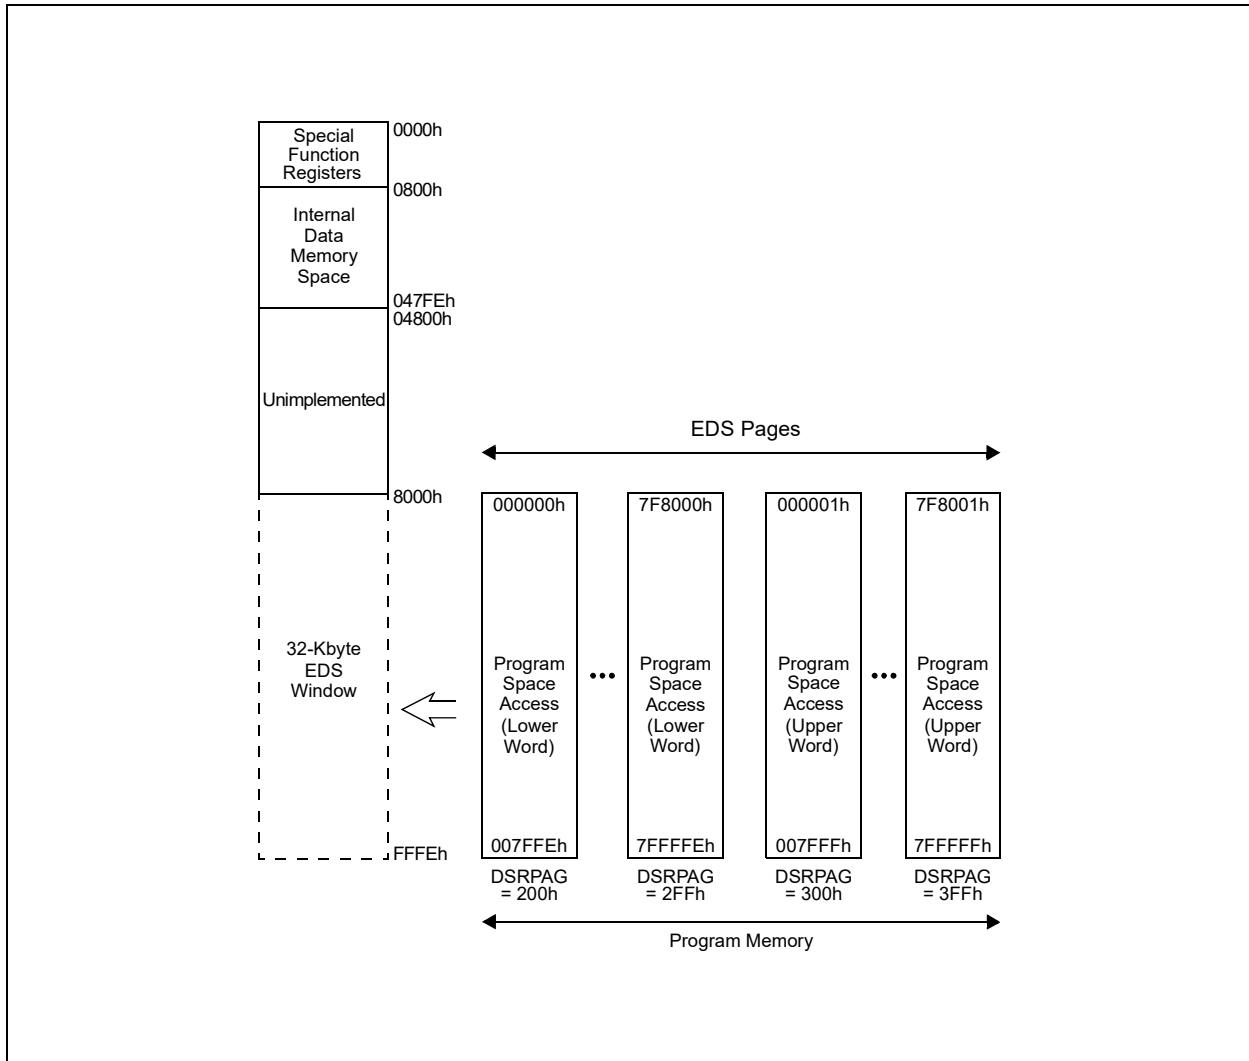 0000h
Special
Function
Registers
0800h
Internal
Data
Memory
Space
047FEh
04800h
Unimplemented
8000h
32-Kbyte
EDS
Window
FFFEh
EDS Pages
000000h
Program
Space
Access
(Lower
Word)
007FFEh
DSRPAG
= 200h
7F8000h
Program
Space
Access
(Lower
Word)
7FFFFEh
DSRPAG
= 2FFh
000001h
Program
Space
Access
(Upper
Word)
007FFFh
DSRPAG
= 300h
7F8001h
Program
Space
Access
(Upper
Word)
7FFFFFh
DSRPAG
= 3FFh
Program Memory